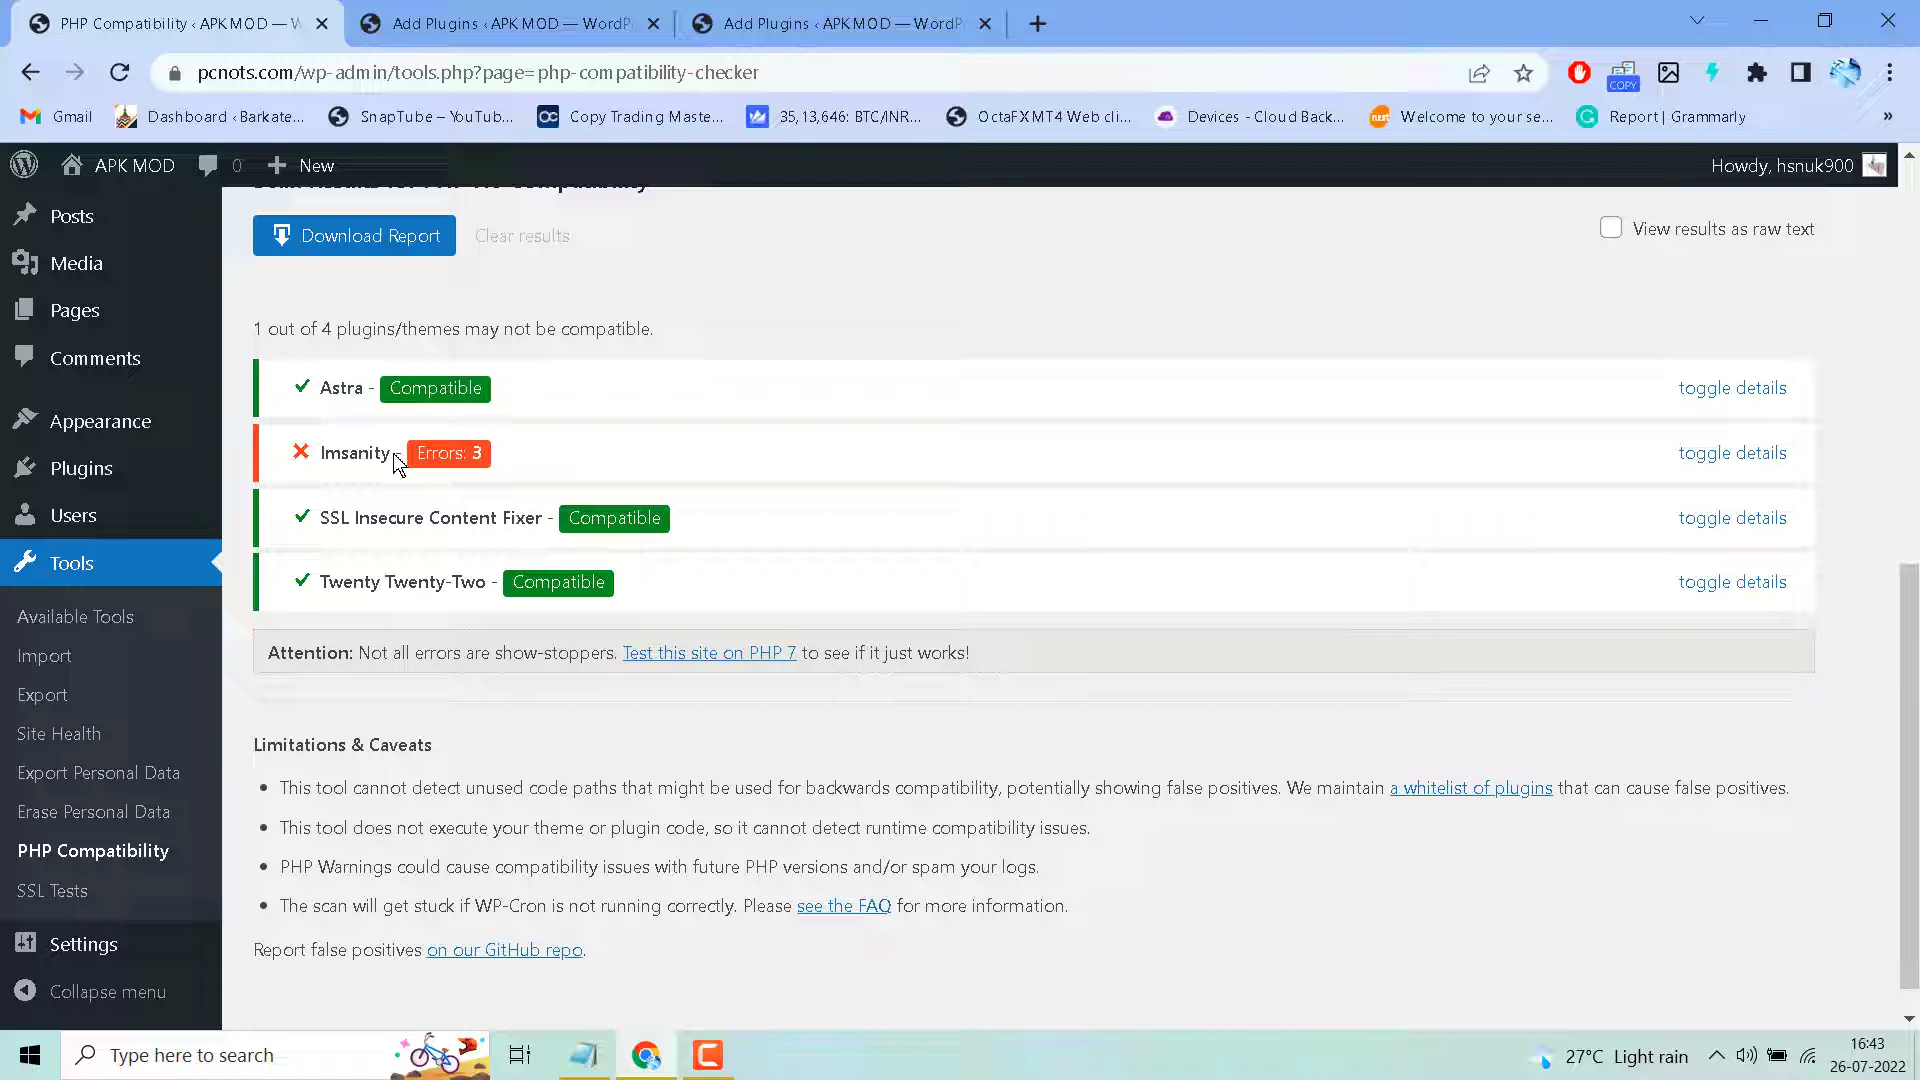 PHP Compatibility ‹ APK MOD — W
Add Plugins ‹ APK MOD — WordP
Add Plugins ‹ APK MOD — WordP
pcnots.com/wp-admin/tools.php?page=php-compatibility-checker
COPY
Gmail
Dashboard ‹ Barkate...
SnapTube – YouTub...
Copy Trading Maste...
35,13,646: BTC/INR...
OctaFX MT4 Web cli...
Devices - Cloud Back...
Welcome to your se...
Report | Grammarly
»
APK MOD
0
New
Howdy, hsnuk900
Posts
Media
Pages
Comments
Appearance
Plugins
Users
Tools
Available Tools
Import
Export
Site Health
Export Personal Data
Erase Personal Data
PHP Compatibility
SSL Tests
Settings
Collapse menu
Download Report
Clear results
View results as raw text
1 out of 4 plugins/themes may not be compatible.
Astra - Compatible
toggle details
Imsanity - Errors: 3
toggle details
SSL Insecure Content Fixer - Compatible
toggle details
Twenty Twenty-Two - Compatible
toggle details
Attention: Not all errors are show-stoppers. Test this site on PHP 7 to see if it just works!
Limitations & Caveats
• This tool cannot detect unused code paths that might be used for backwards compatibility, potentially showing false positives. We maintain a whitelist of plugins that can cause false positives.
• This tool does not execute your theme or plugin code, so it cannot detect runtime compatibility issues.
• PHP Warnings could cause compatibility issues with future PHP versions and/or spam your logs.
• The scan will get stuck if WP-Cron is not running correctly. Please see the FAQ for more information.
Report false positives on our GitHub repo.
Type here to search
27°C Light rain
16:43
26-07-2022